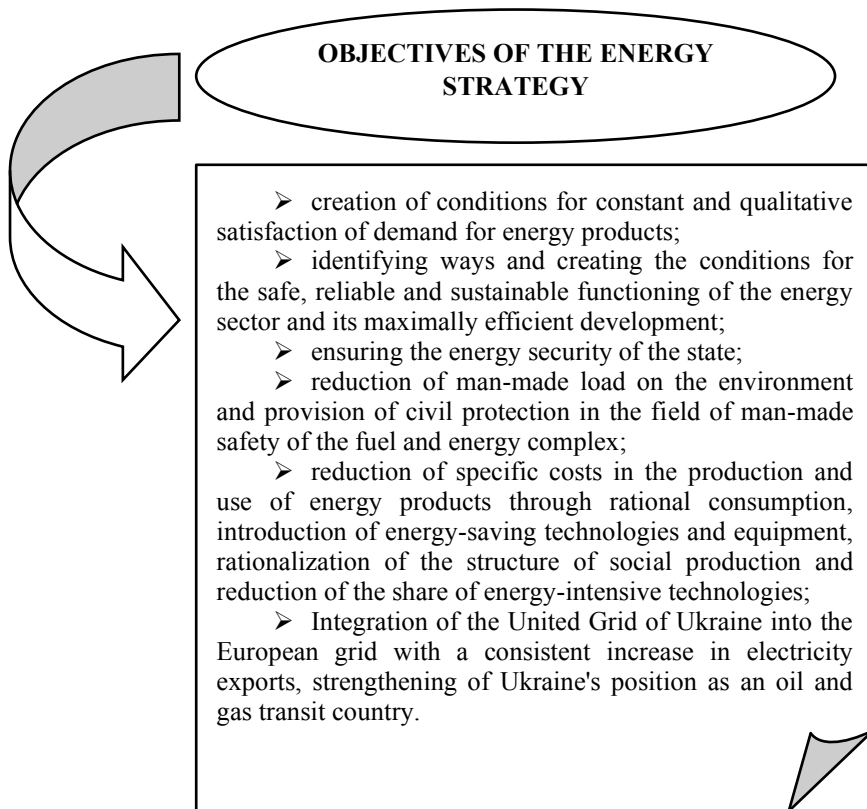 OBJECTIVES OF THE ENERGY
STRATEGY
➢ creation of conditions for constant and qualitative
satisfaction of demand for energy products;
➢ identifying ways and creating the conditions for
the safe, reliable and sustainable functioning of the energy
sector and its maximally efficient development;
➢ ensuring the energy security of the state;
➢ reduction of man-made load on the environment
and provision of civil protection in the field of man-made
safety of the fuel and energy complex;
➢ reduction of specific costs in the production and
use of energy products through rational consumption,
introduction of energy-saving technologies and equipment,
rationalization of the structure of social production and
reduction of the share of energy-intensive technologies;
➢ Integration of the United Grid of Ukraine into the
European grid with a consistent increase in electricity
exports, strengthening of Ukraine's position as an oil and
gas transit country.